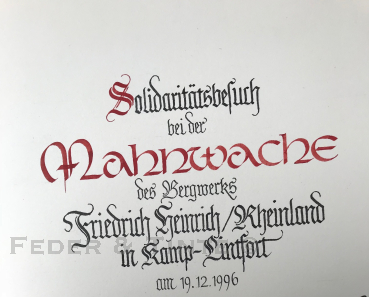 Solidaritätsbesuch
bei der
Mahnwache
des Bergwerks
Friedrich Heinrich/Rheinland
in Kamp-Lintfort
am 19.12.1996